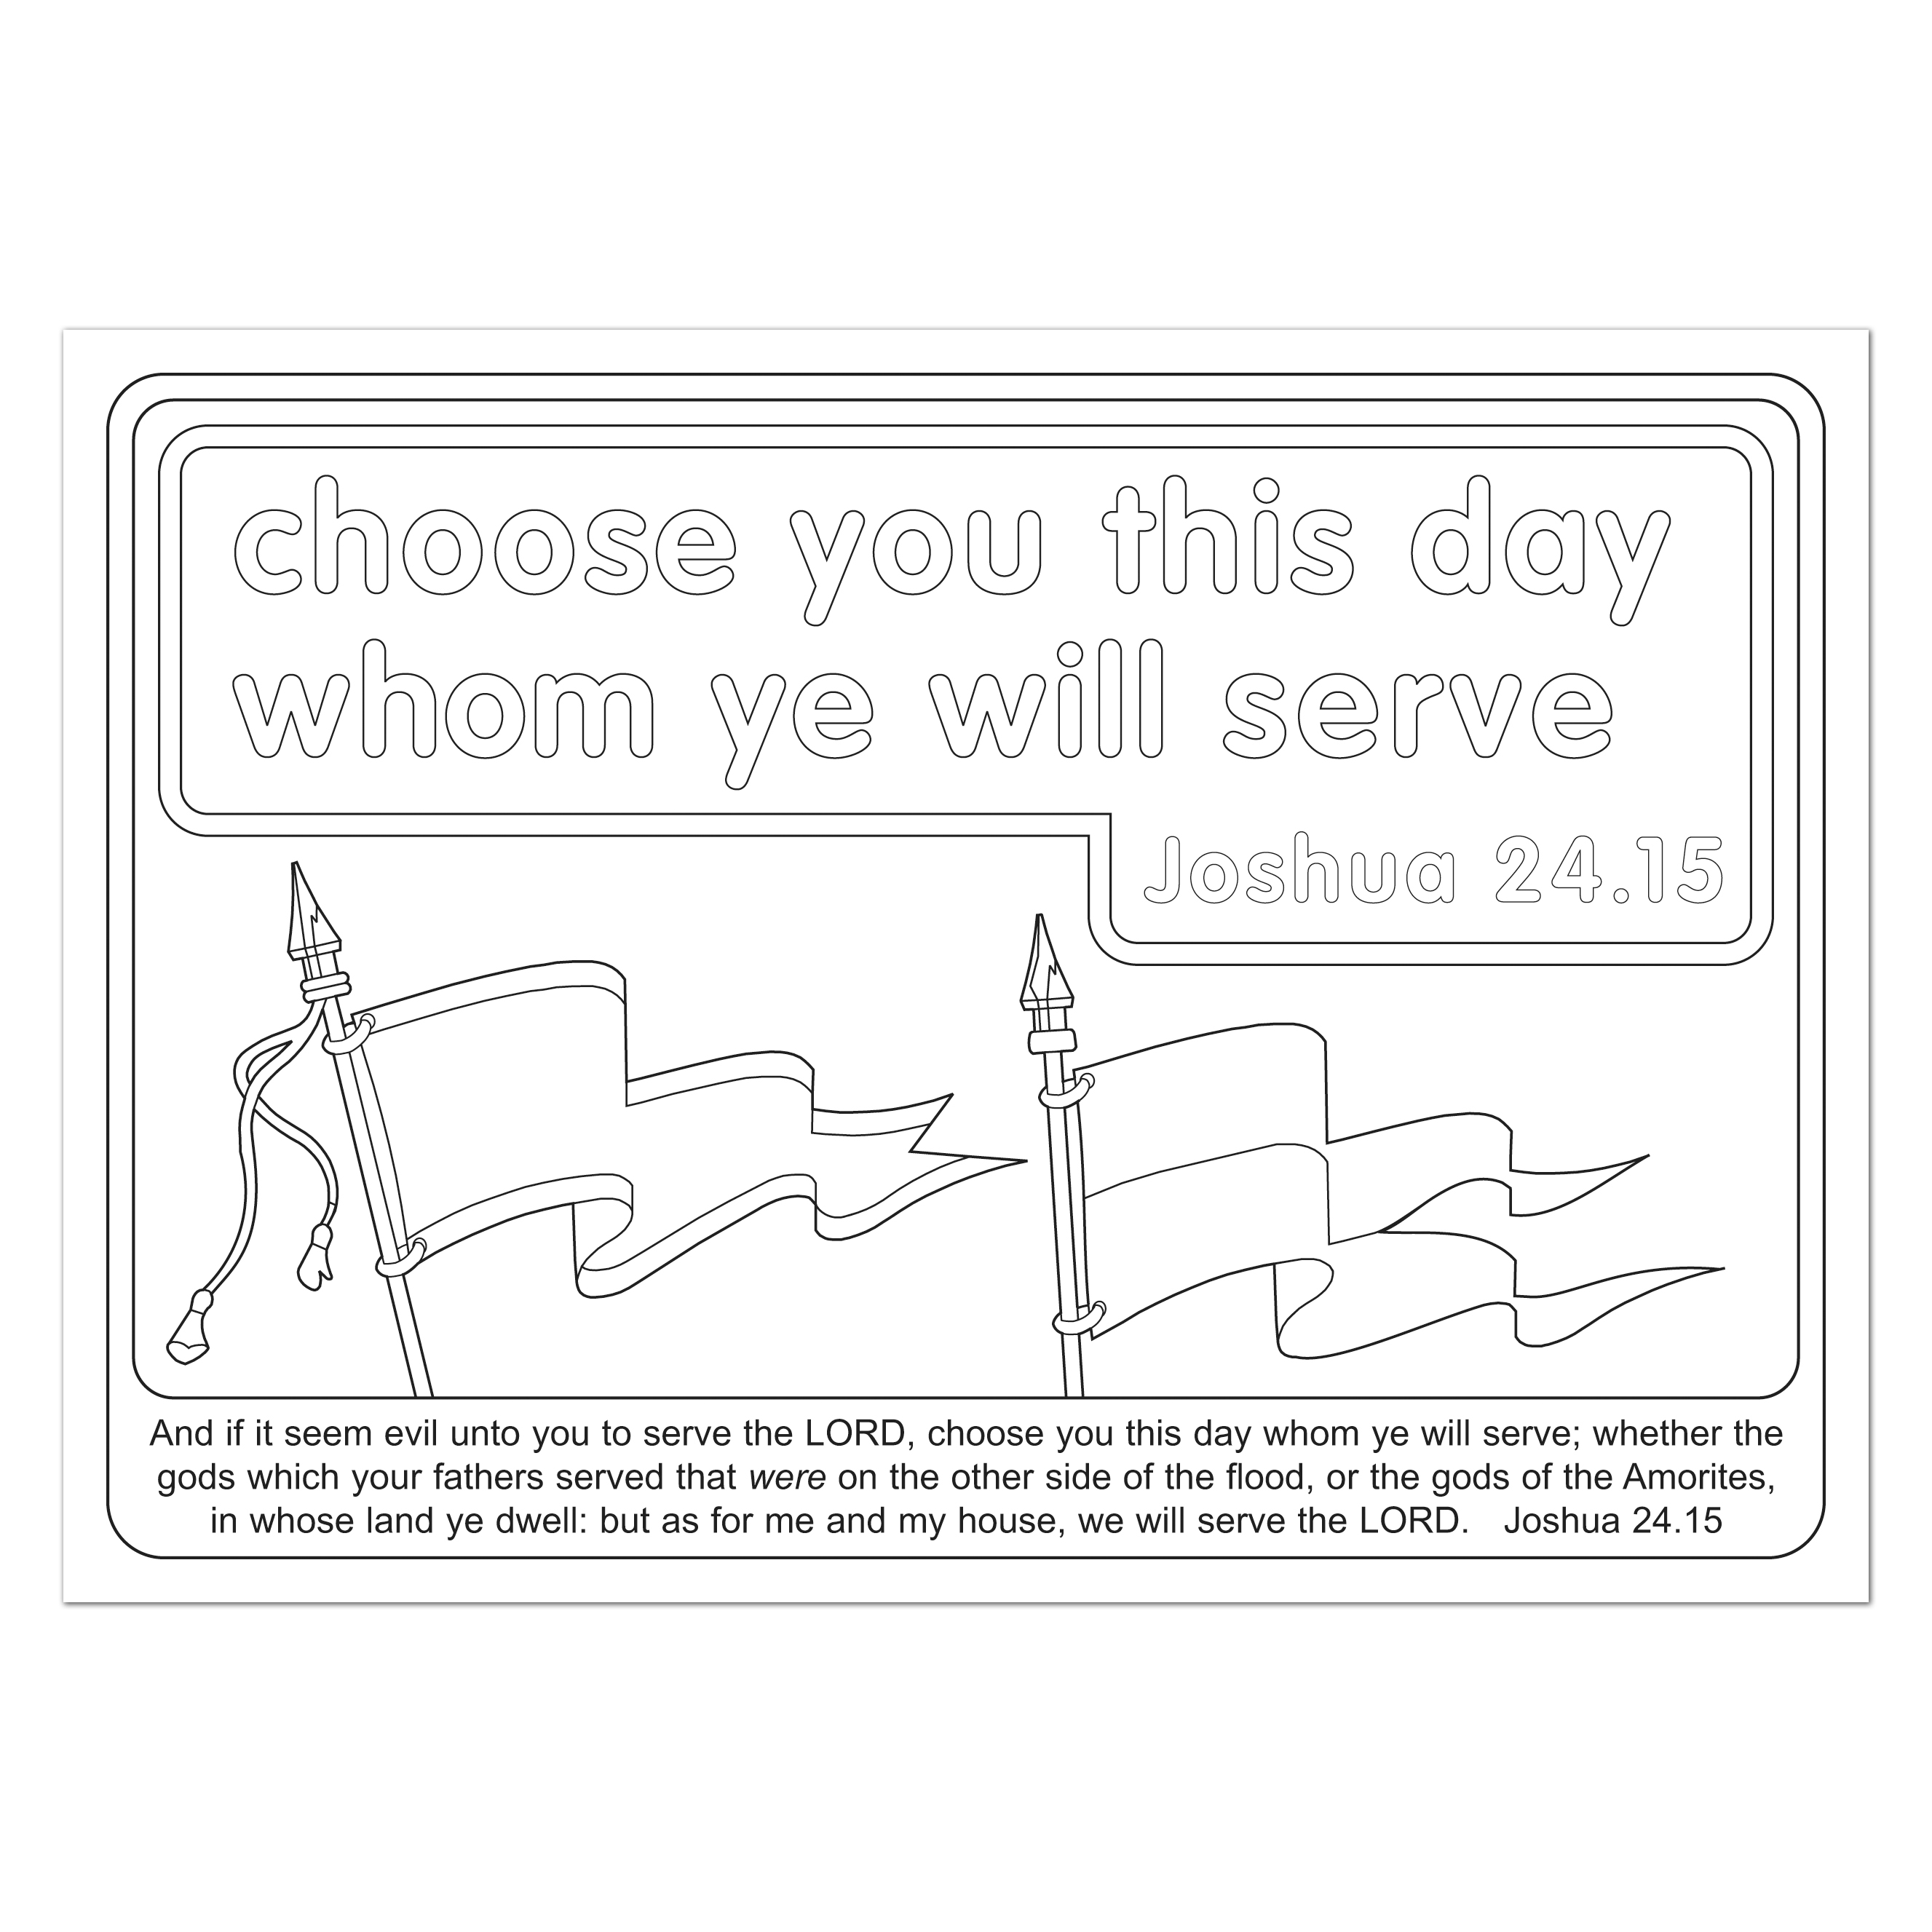 choose you this day
whom ye will serve
Joshua 24.15
And if it seem evil unto you to serve the LORD, choose you this day whom ye will serve; whether the
gods which your fathers served that were on the other side of the flood, or the gods of the Amorites,
in whose land ye dwell: but as for me and my house, we will serve the LORD. Joshua 24.15